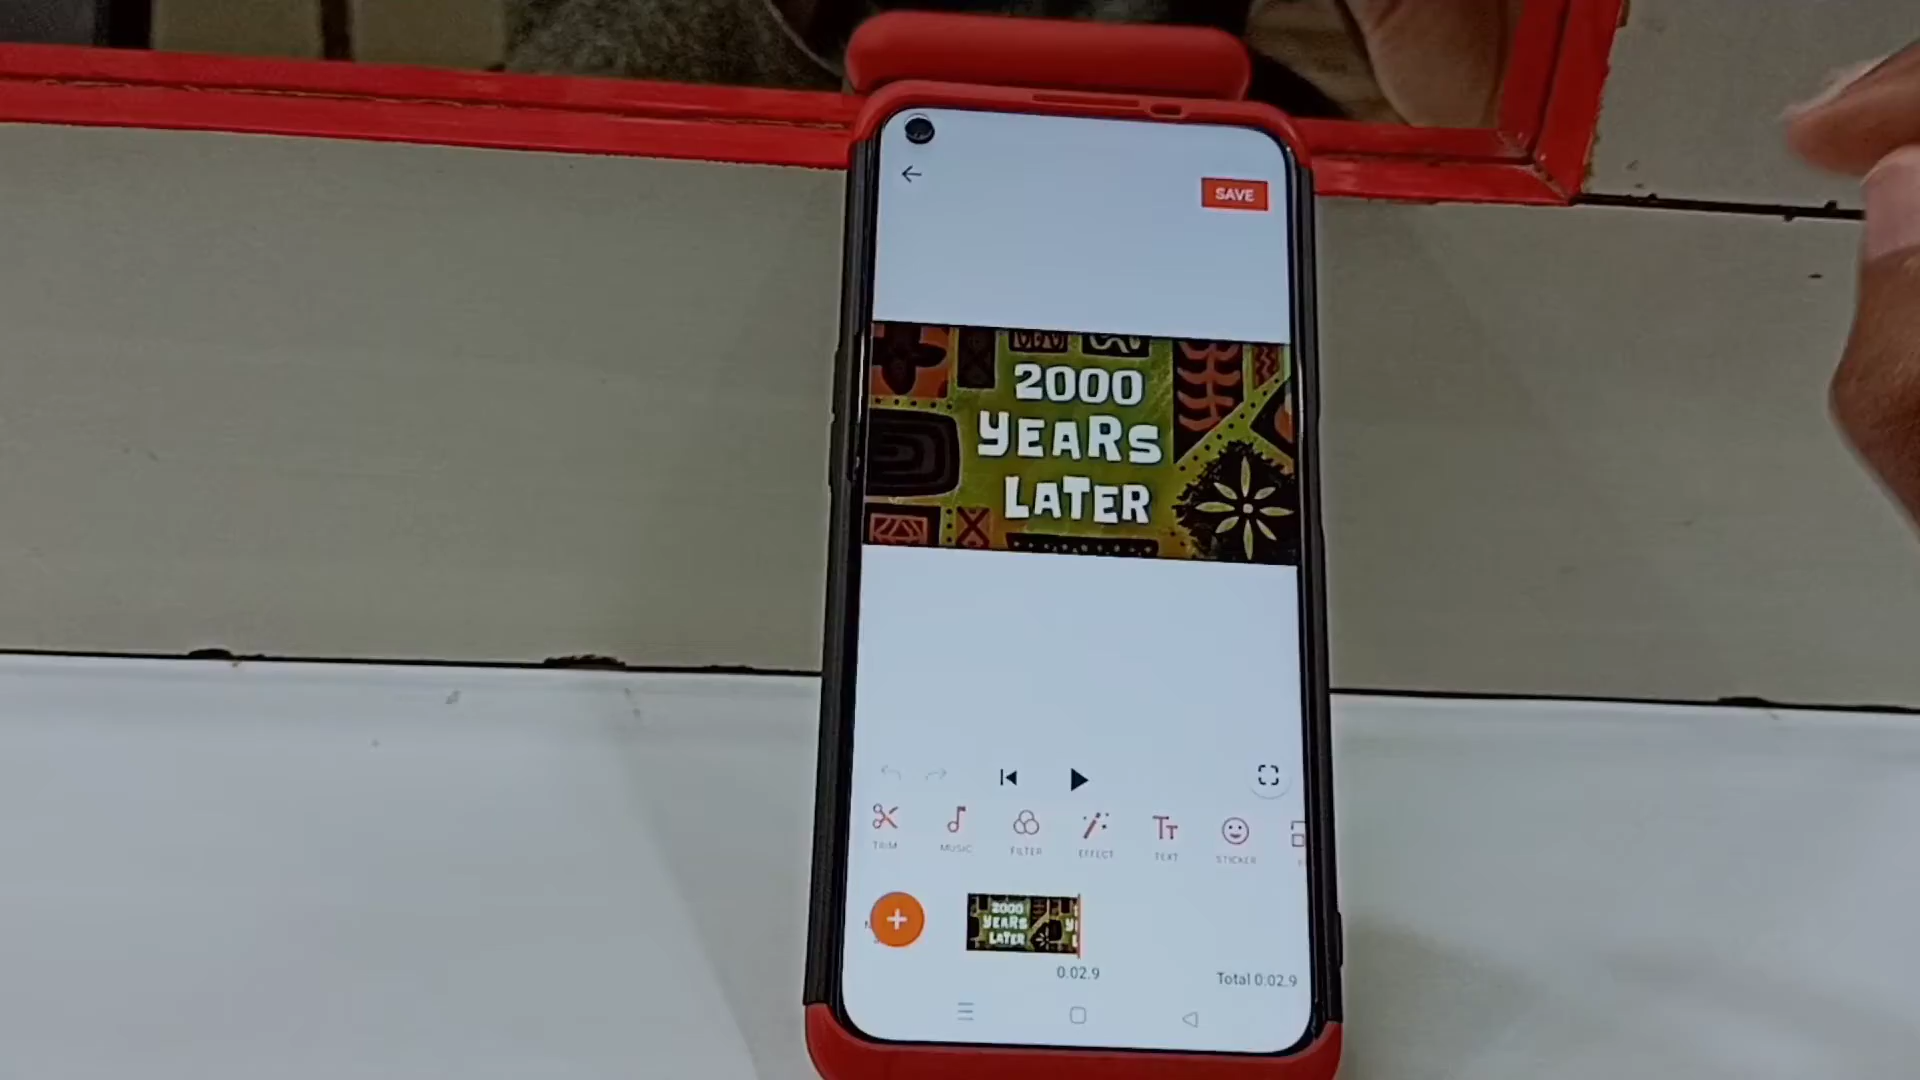 SAVE
2000
YEARS
LATER
TRIM
MUSIC
FILTER
EFFECT
TEXT
STICKER
2000
YEARS
LATER
0:02.9
Total 0:02.9